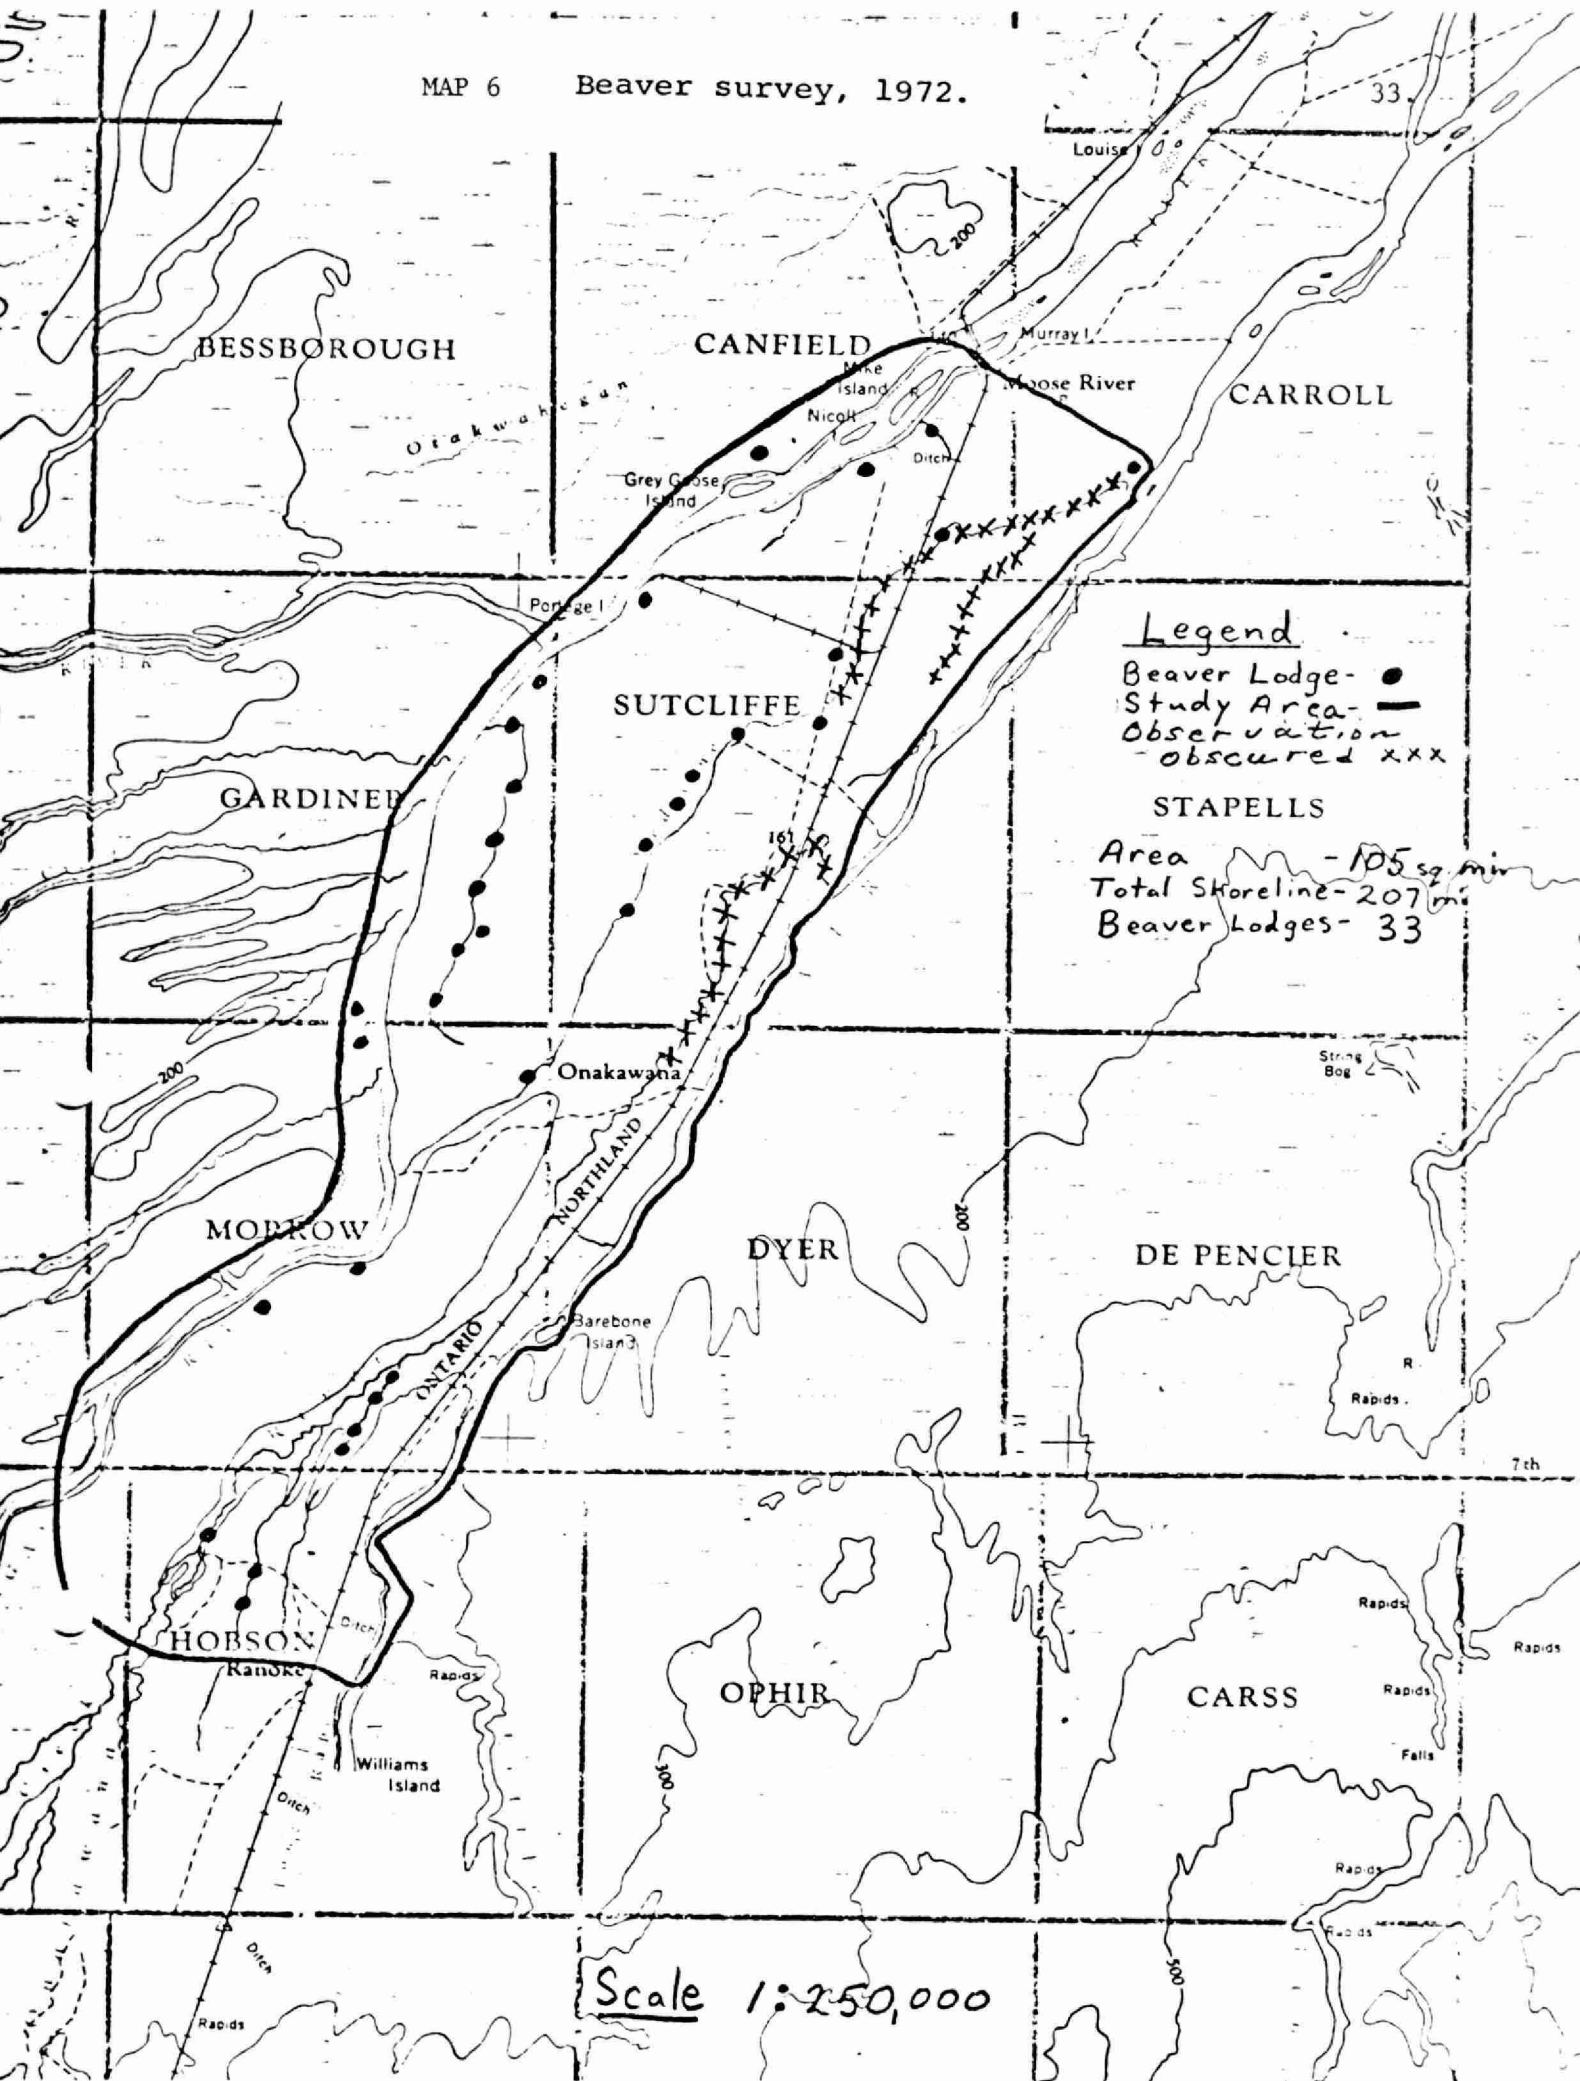 MAP 6 Beaver survey, 1972.
33.
Louise I
200
BESSBOROUGH
CANFIELD
Murray I.
Mike
Island
Moose River
CARROLL
Nicoll
Otakwahegan
Ditch
Grey Goose
Island
R
Portage I
RIVER
Legend
Beaver Lodge-
Study Area-
Observation
- obscured xxx
SUTCLIFFE
GARDINER
STAPELLS
161
Area - 105 sq. mi
Total Shoreline- 207 m
Beaver Lodges- 33
Onakawana
String
Bog
200
NORTHLAND
MORROW
200
DYER
DE PENCIER
Barebone
Island
ONTARIO
R
Rapids
7th
Rapids
Ditch
HOBSON
Ranoke
Rapids
Rapids
OPHIR
CARSS
Rapids
Falls
Williams
Island
300
Ditch
Rapids
Rapids
Ditch
500
Scale 1:250,000
Rapids